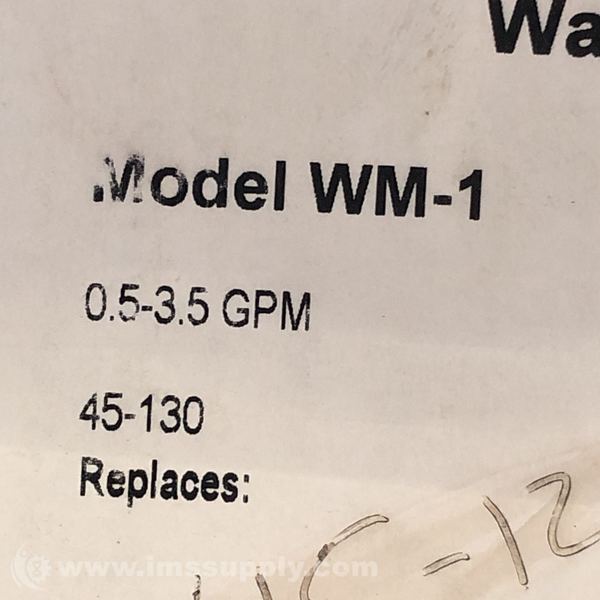 Wa
Model WM-1
0.5-3.5 GPM
45-130
Replaces:
www.imssupply.com